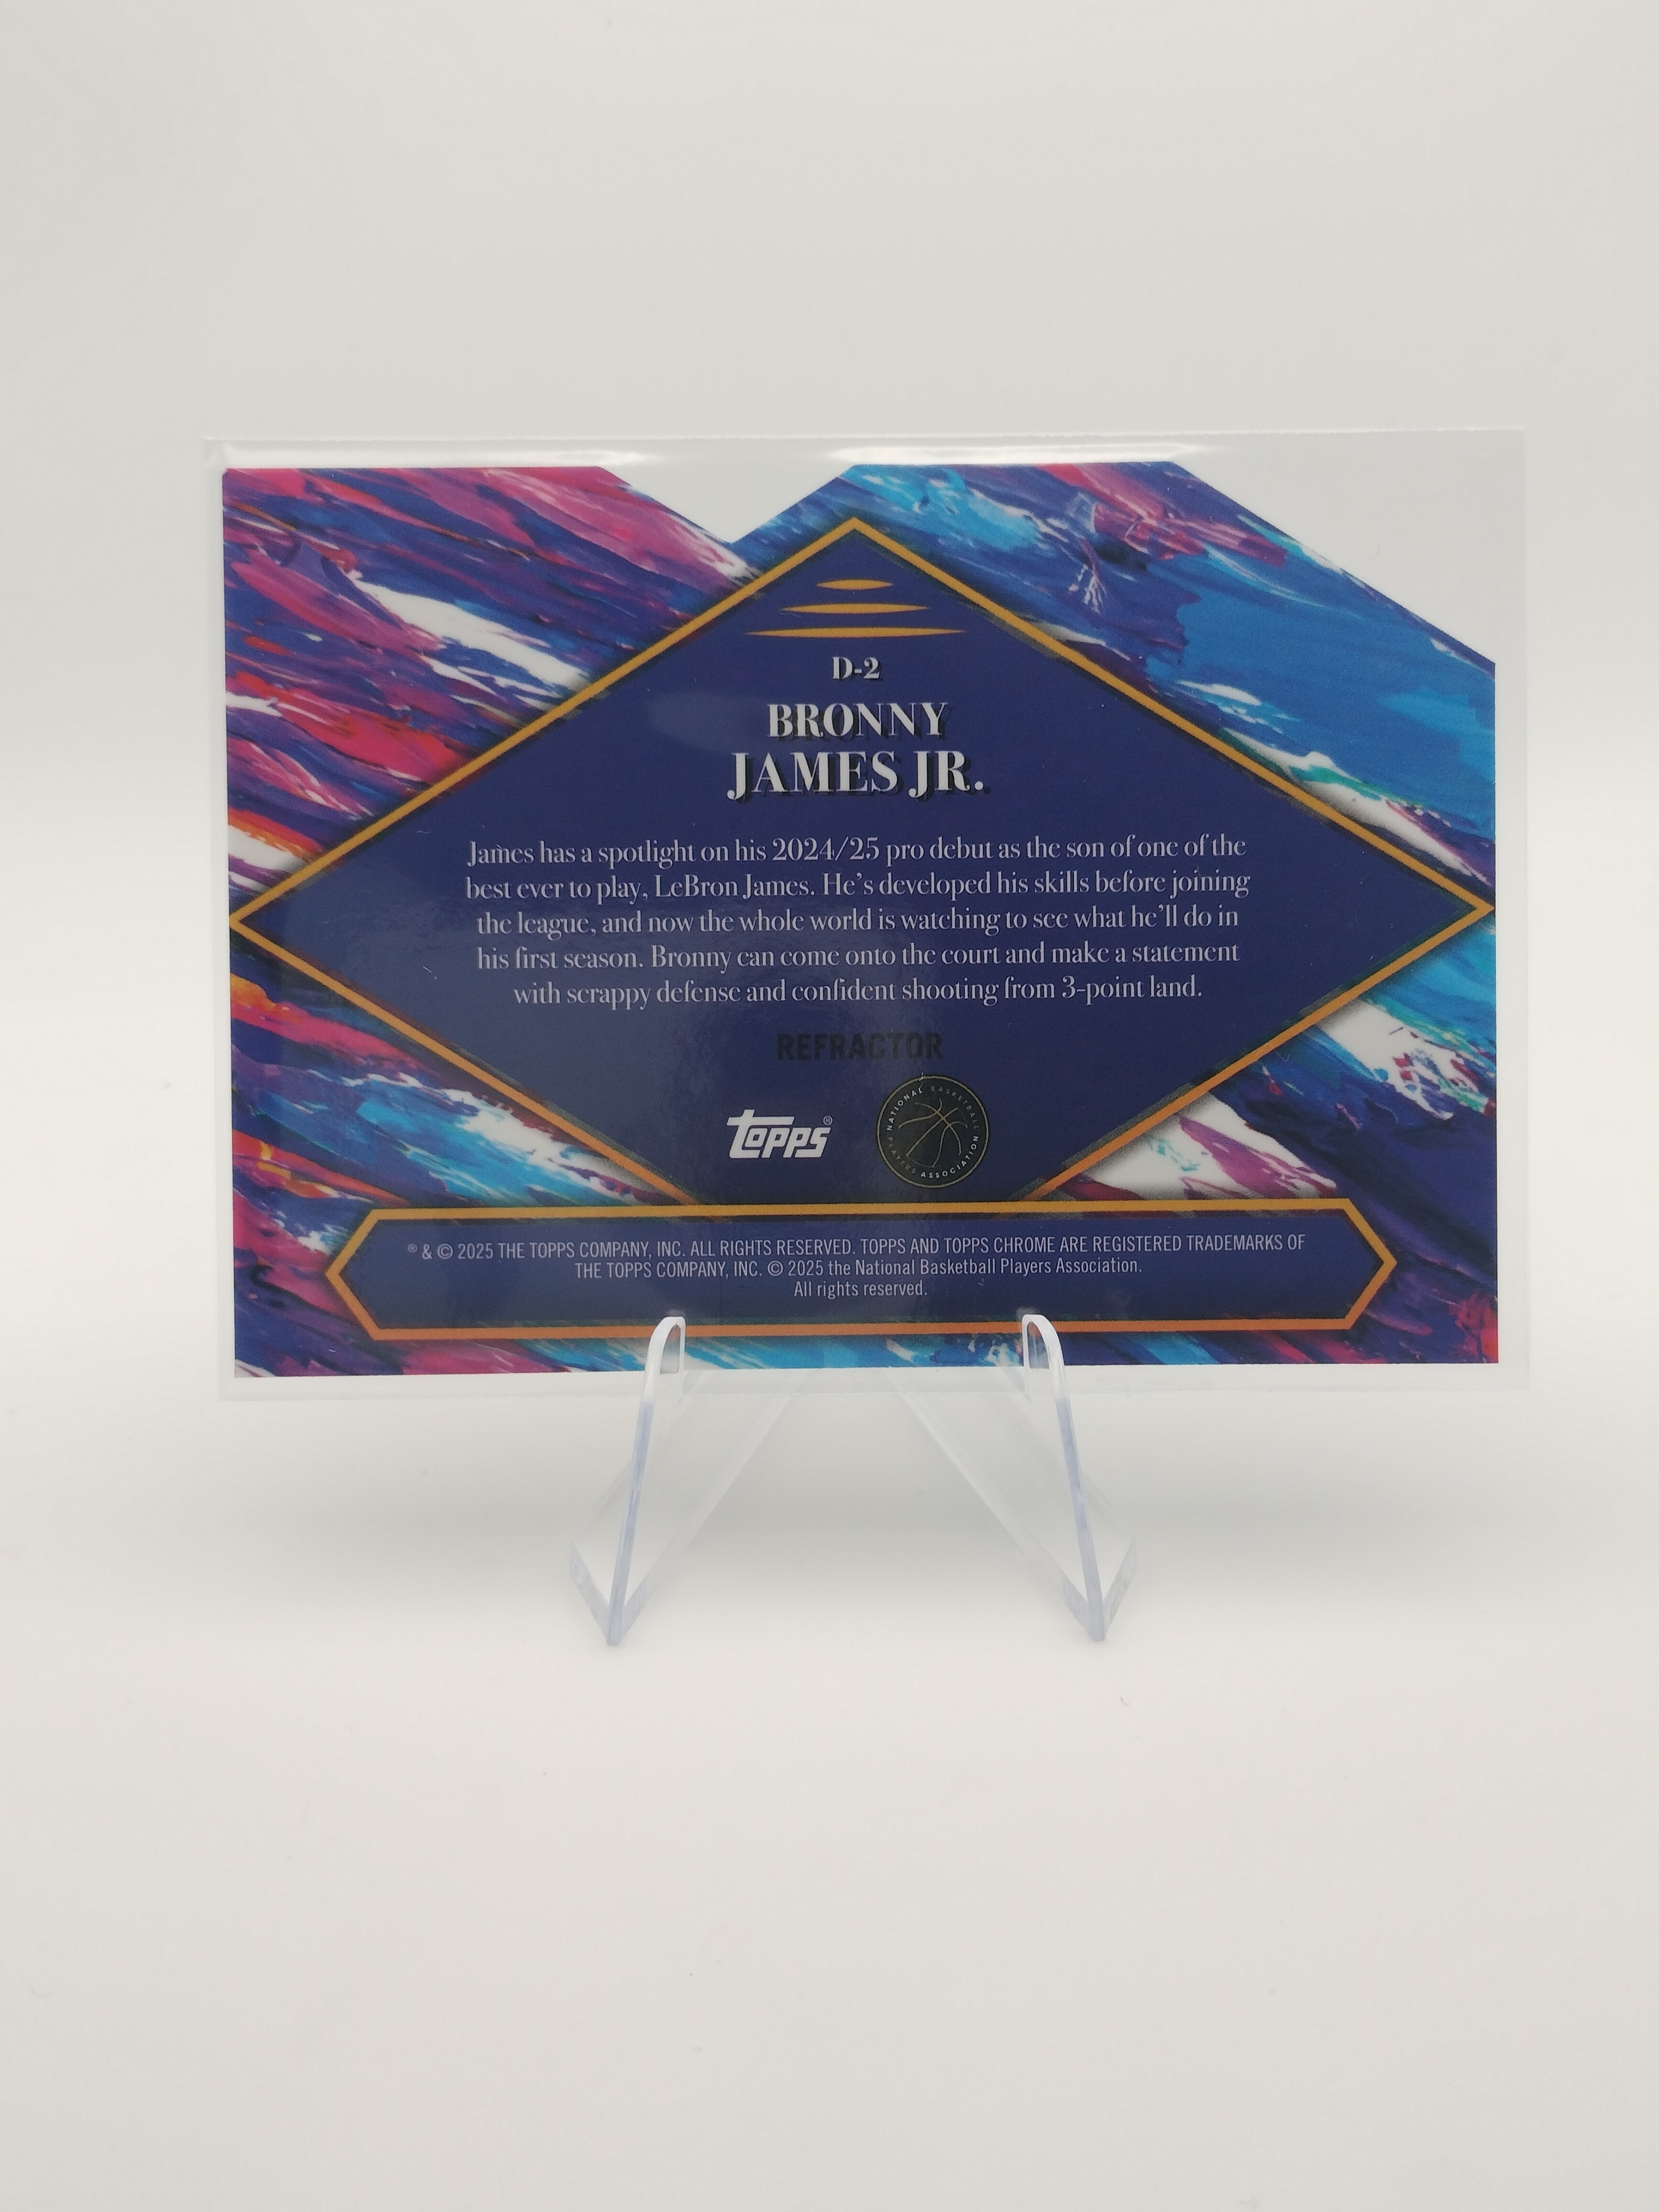 D-2
BRONNY
JAMES JR.
James has a spotlight on his 2024/25 pro debut as the son of one of the
best ever to play, LeBron James. He's developed his skills before joining
the league, and now the whole world is watching to see what he'll do in
his first season. Bronny can come onto the court and make a statement
with scrappy defense and confident shooting from 3-point land.
REFRACTOR
topps®
NATIONAL BASKETBALL PLAYERS ASSOCIATION
® & © 2025 THE TOPPS COMPANY, INC. ALL RIGHTS RESERVED. TOPPS AND TOPPS CHROME ARE REGISTERED TRADEMARKS OF
THE TOPPS COMPANY, INC. © 2025 the National Basketball Players Association.
All rights reserved.